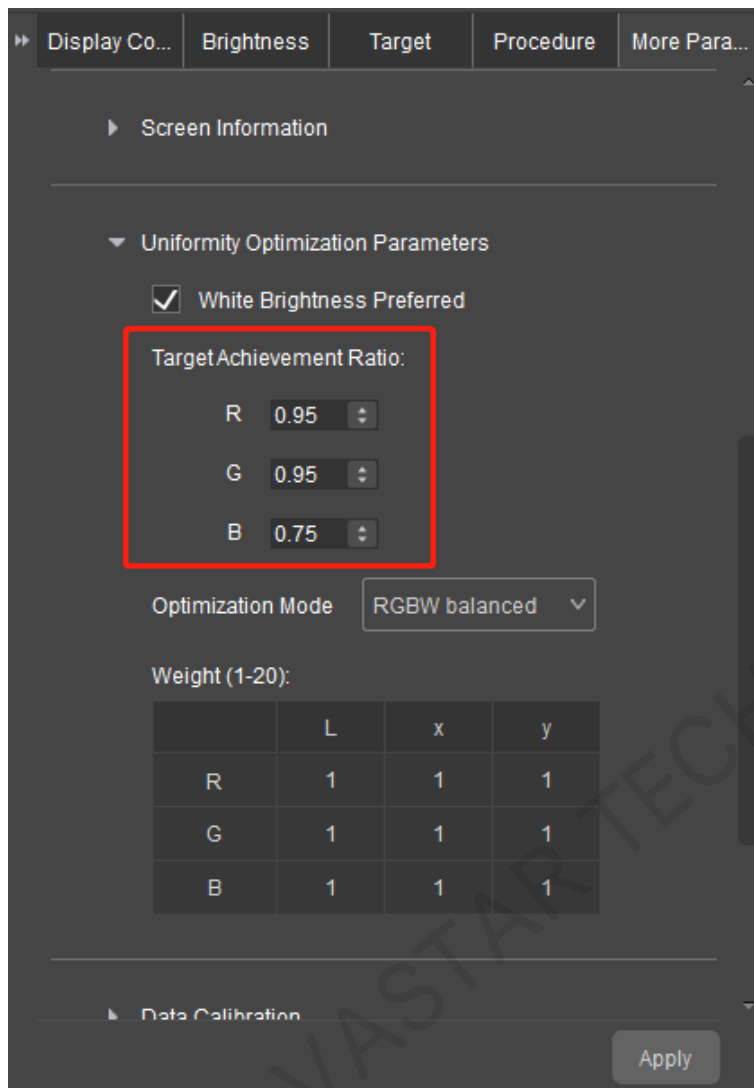 Display Co... Brightness Target Procedure More Para...
Screen Information
Uniformity Optimization Parameters
White Brightness Preferred
Target Achievement Ratio:
R 0.95
G 0.95
B 0.75
Optimization Mode RGBW balanced
Weight (1-20):
L x y
R 1 1 1
G 1 1 1
B 1 1 1
Data Calibration
Apply